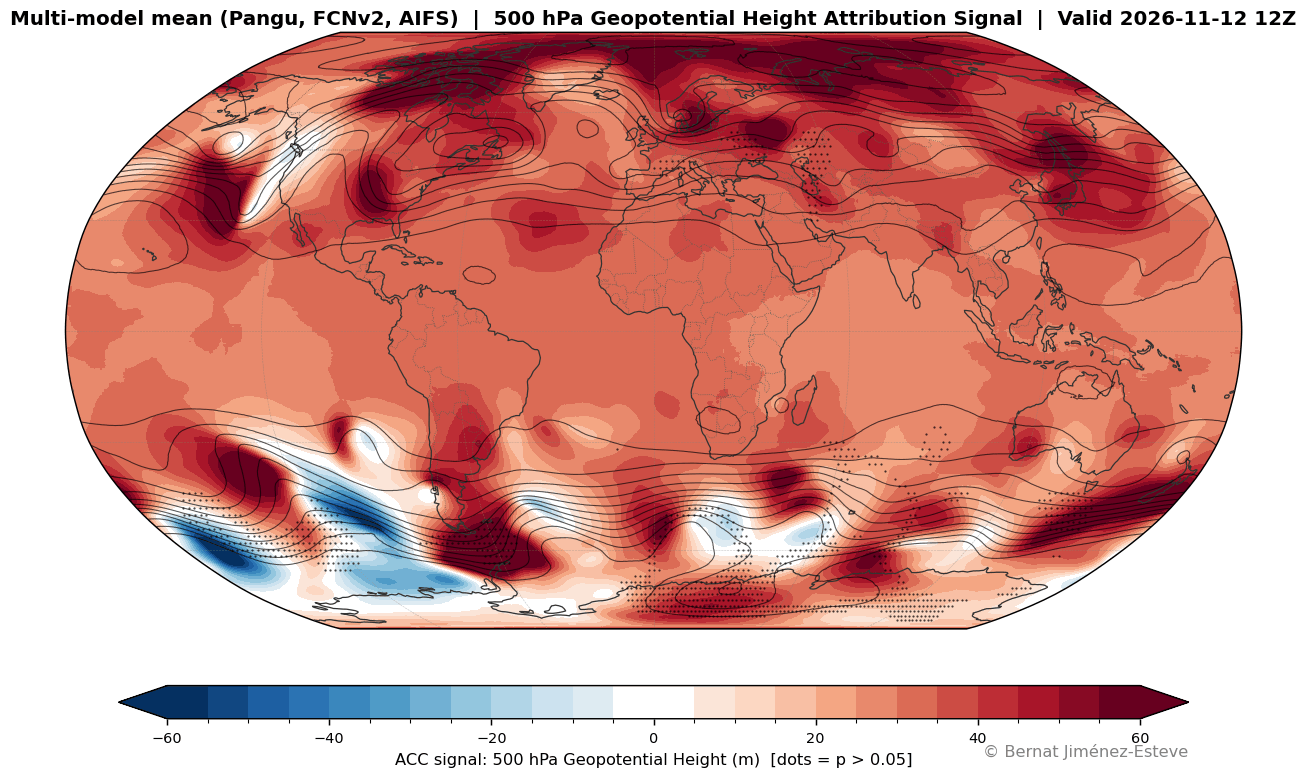 Multi-model mean (Pangu, FCNv2, AIFS)  |  500 hPa Geopotential Height Attribution Signal  |  Valid 2026-11-12 12Z
−60 −40 −20 0 20 40 60
ACC signal: 500 hPa Geopotential Height (m)  [dots = p > 0.05]
© Bernat Jiménez-Esteve